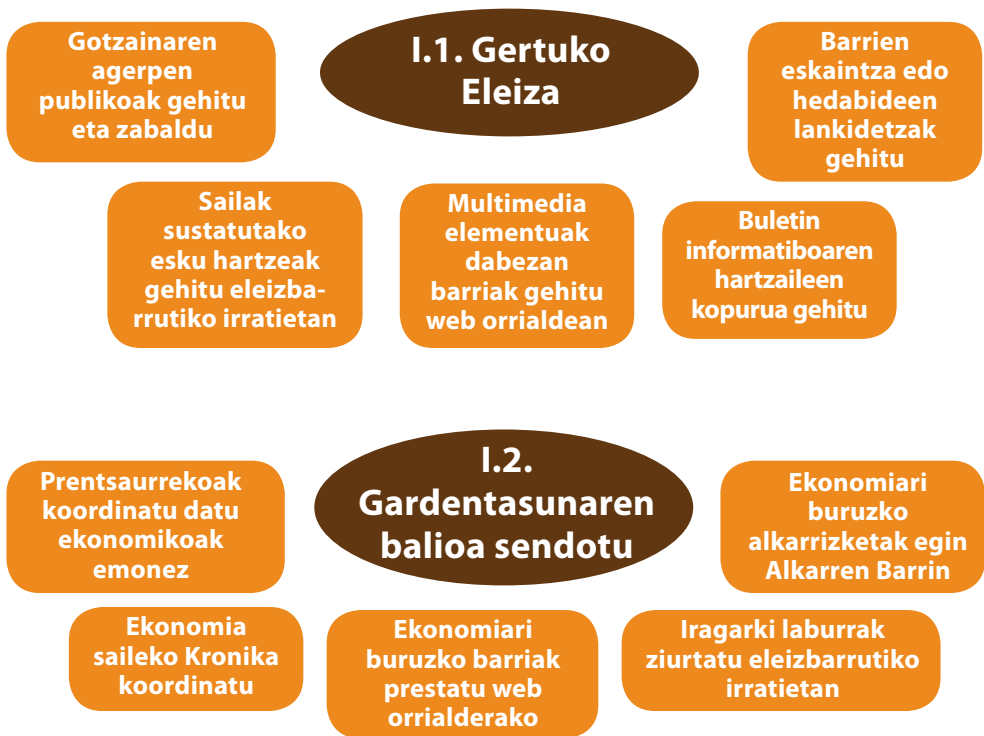 Gotzainaren
agerpen
publikoak gehitu
eta zabaldu
I.1. Gertuko
Eleiza
Barrien
eskaintza edo
hedabideen
lankidetzak
gehitu
Sailak
sustatutako
esku hartzeak
gehitu eleizba-
rrutiko irratietan
Multimedia
elementuak
dabezan
barriak gehitu
web orrialdean
Buletin
informatiboaren
hartzaileen
kopurua gehitu
Prentsaurrekoak
koordinatu datu
ekonomikoak
emonez
I.2.
Gardentasunaren
balioa sendotu
Ekonomiari
buruzko
alkarrizketak egin
Alkarren Barrin
Ekonomia
saileko Kronika
koordinatu
Ekonomiari
buruzko barriak
prestatu web
orrialderako
Iragarki laburrak
ziurtatu eleizbarrutiko
irratietan